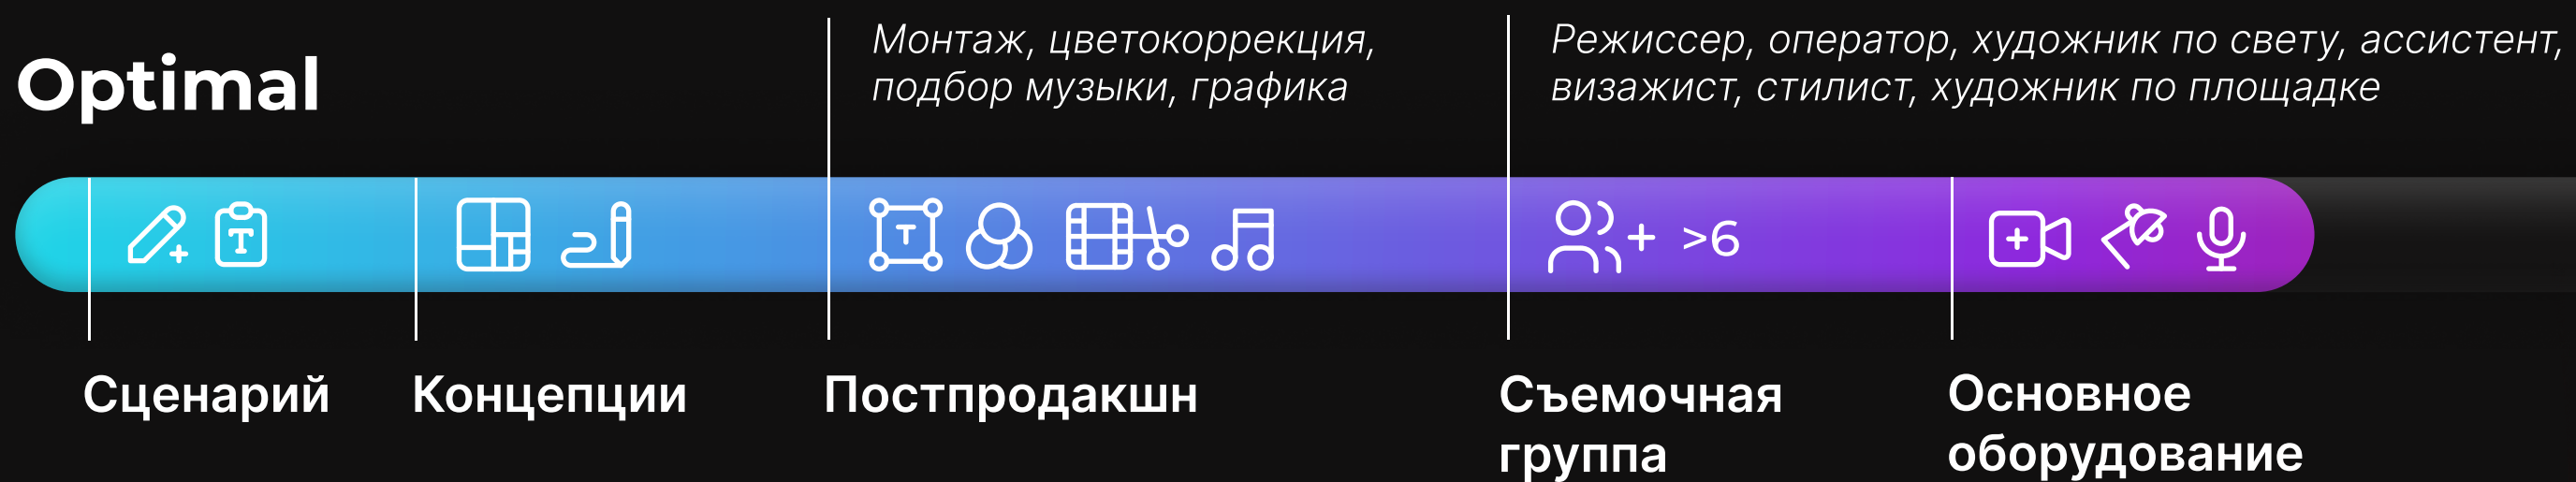 Optimal
Монтаж, цветокоррекция,
подбор музыки, графика
Режиссер, оператор, художник по свету, ассистент,
визажист, стилист, художник по площадке
T
T
>6
Сценарий
Концепции
Постпродакшн
Съемочная
группа
Основное
оборудование